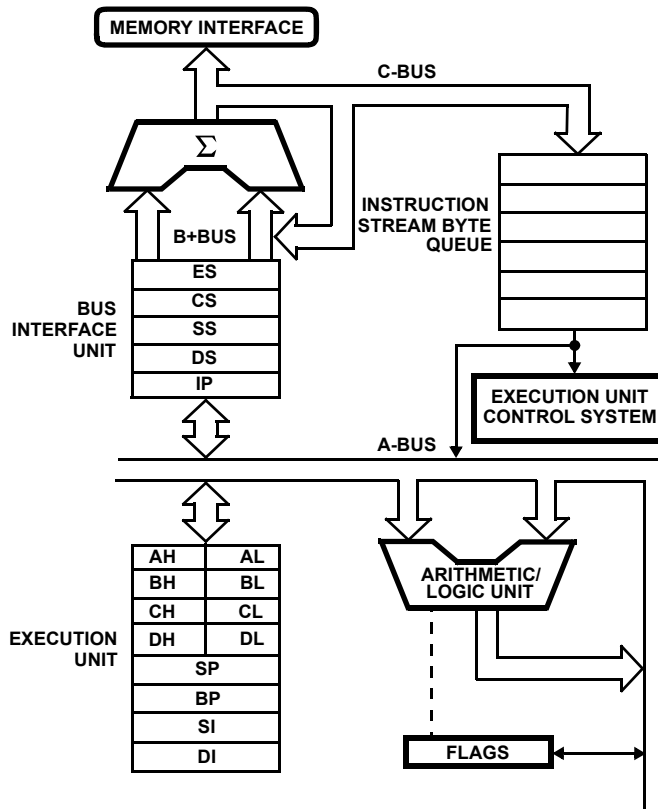 MEMORY INTERFACE
C-BUS
Σ
INSTRUCTION
STREAM BYTE
QUEUE
B+BUS
ES
CS
SS
DS
IP
BUS
INTERFACE
UNIT
EXECUTION UNIT
CONTROL SYSTEM
A-BUS
AH AL
BH BL
CH CL
DH DL
SP
BP
SI
DI
EXECUTION
UNIT
ARITHMETIC/
LOGIC UNIT
FLAGS